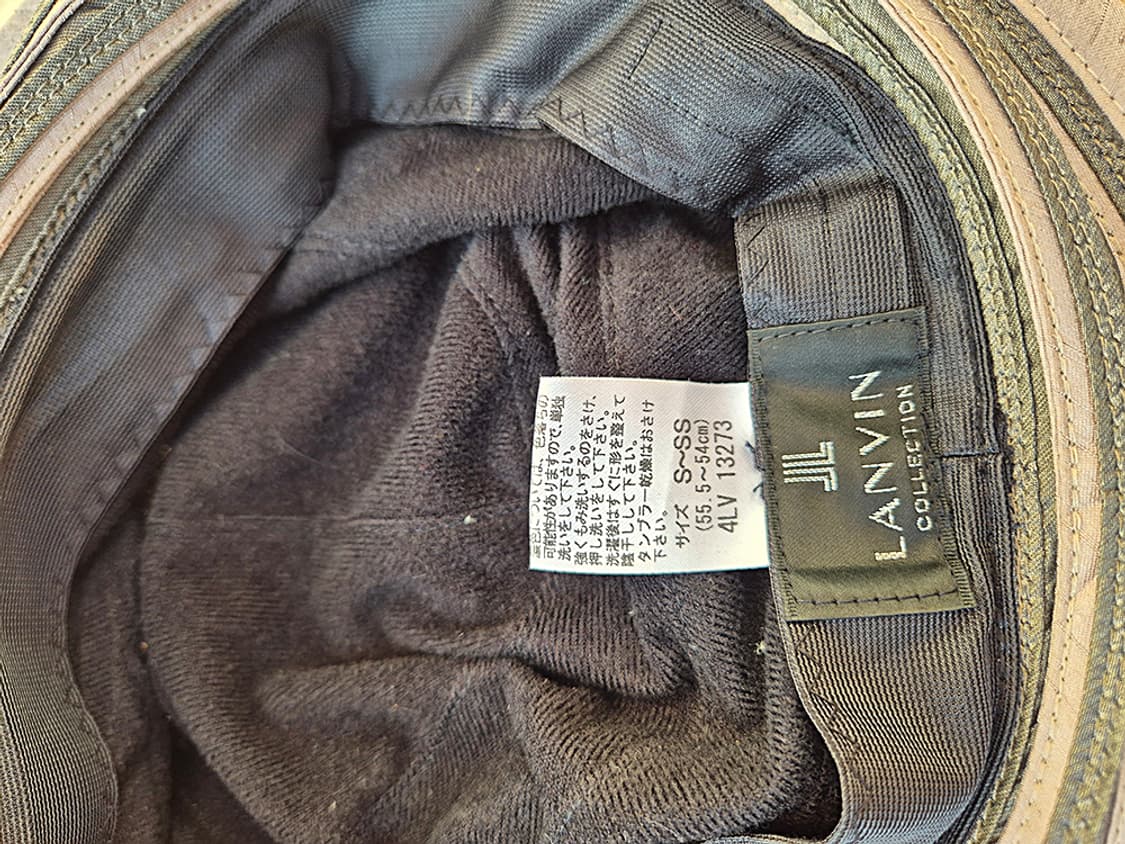 可能性がありますので、単独
洗いをして下さい。
強くもみ洗いするのをさけ、
押し洗いをして下さい。
洗濯後はすぐに形を整えて
陰干しして下さい。
タンブラー乾燥はおさけ
下さい。
サイズ S〜SS
(55.5〜54cm)
4LV 13273
LANVIN
COLLECTION